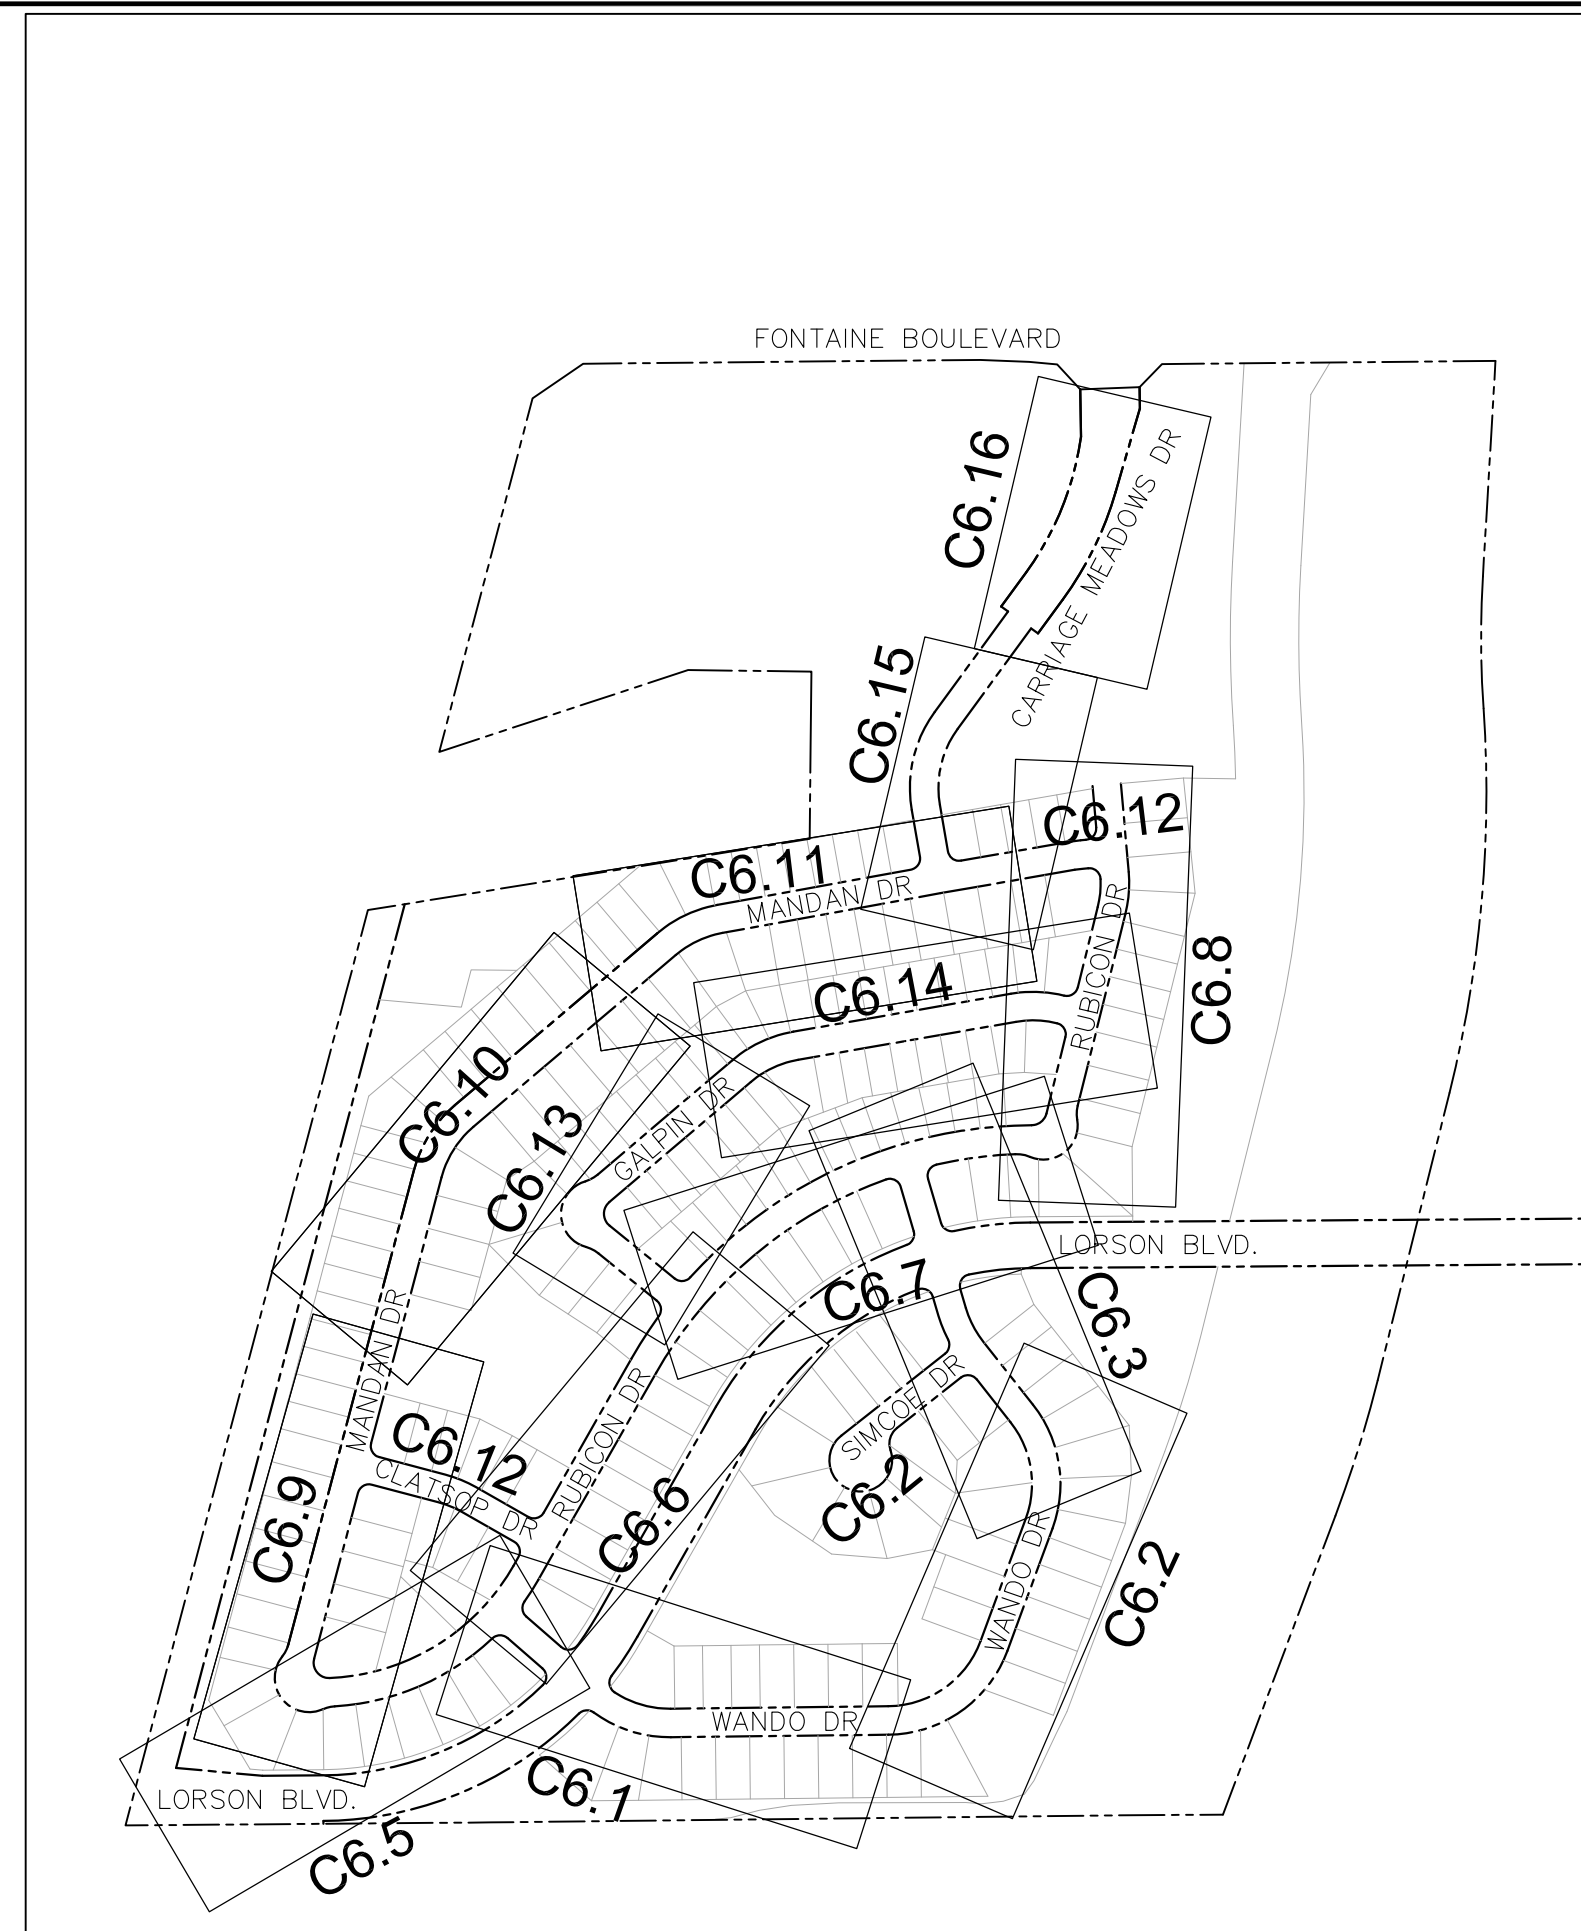 FONTAINE BOULEVARD
C6.16
CARRIAGE MEADOWS DR
C6.15
C6.12
C6.11
MANDAN DR
RUBICON DR
C6.8
C6.14
C6.10
C6.13
GALPIN DR
LORSON BLVD.
C6.7
C6.3
MANDAN DR
SIMCOE DR
RUBICON DR
C6.12
CLATSOP DR
C6.9
C6.6
C6.2
WANDO DR
C6.2
WANDO DR
C6.1
LORSON BLVD.
C6.5